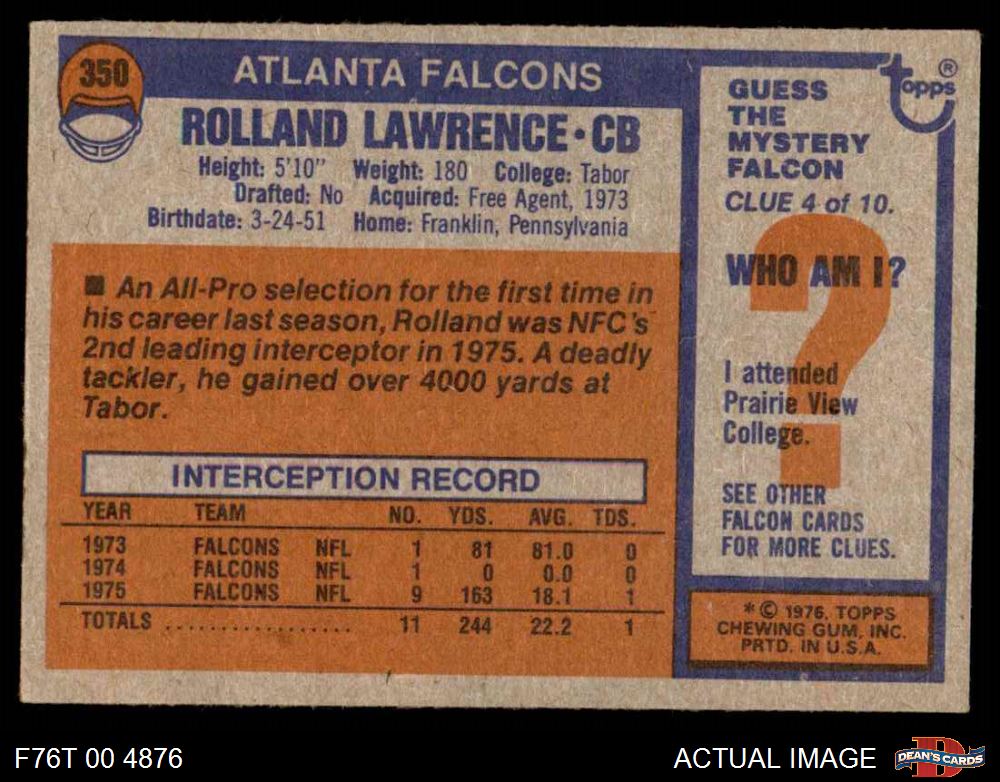 350
ATLANTA FALCONS
ROLLAND LAWRENCE•CB
Height: 5'10" Weight: 180 College: Tabor
Drafted: No Acquired: Free Agent, 1973
Birthdate: 3-24-51 Home: Franklin, Pennsylvania
■ An All-Pro selection for the first time in
his career last season, Rolland was NFC's
2nd leading interceptor in 1975. A deadly
tackler, he gained over 4000 yards at
Tabor.
INTERCEPTION RECORD
YEAR TEAM NO. YDS. AVG. TDS.
1973 FALCONS NFL 1 81 81.0 0
1974 FALCONS NFL 1 0 0.0 0
1975 FALCONS NFL 9 163 18.1 1
TOTALS .................. 11 244 22.2 1
topps®
GUESS
THE
MYSTERY
FALCON
CLUE 4 of 10.
WHO AM I?
?
I attended
Prairie View
College.
SEE OTHER
FALCON CARDS
FOR MORE CLUES.
*© 1976, TOPPS
CHEWING GUM, INC.
PRTD. IN U.S.A.
F76T 00 4876
ACTUAL IMAGE
D
DEAN'S CARDS